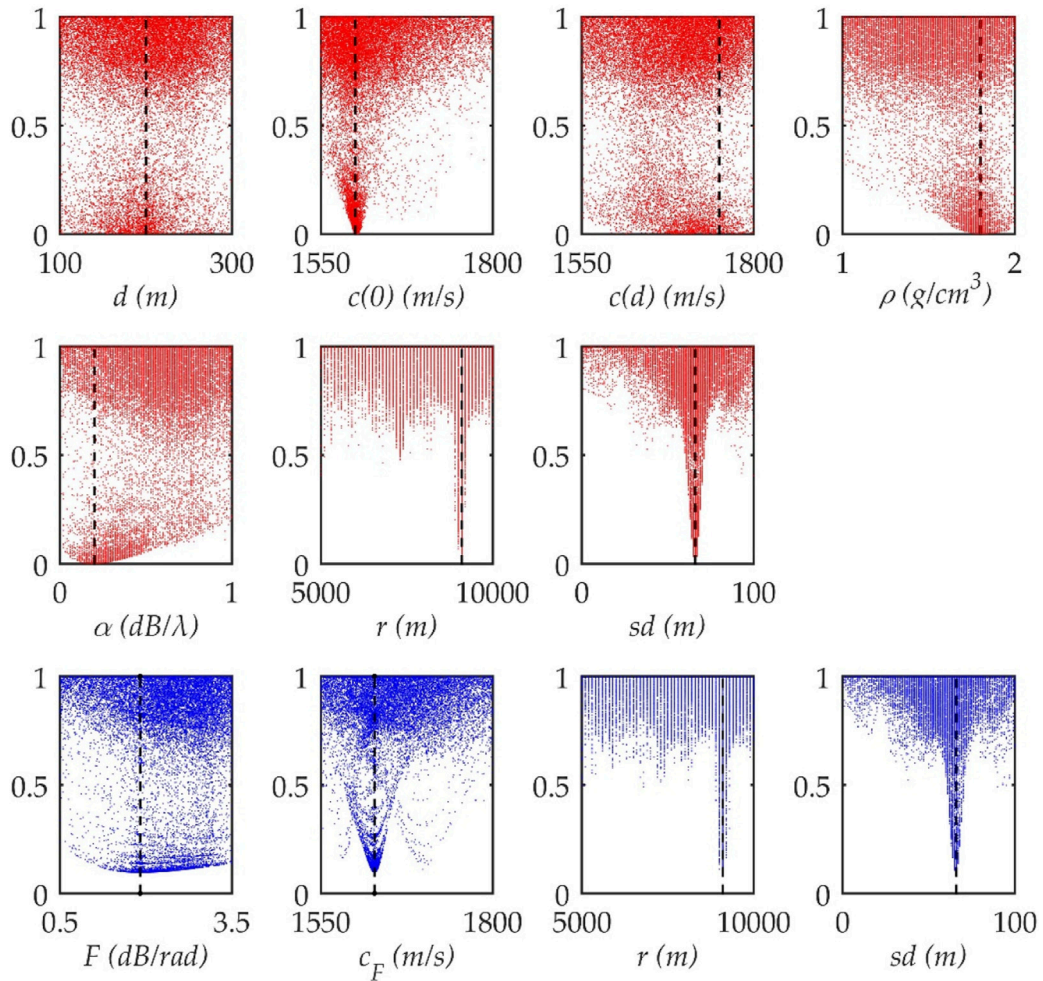 1 1 1 1
0.5 0.5 0.5 0.5
0 0 0 0
100 300 1550 1800 1550 1800 1 2
d (m) c(0) (m/s) c(d) (m/s) ρ (g/cm³)
1 1 1
0.5 0.5 0.5
0 0 0
0 1 5000 10000 0 100
α (dB/λ) r (m) sd (m)
1 1 1 1
0.5 0.5 0.5 0.5
0 0 0 0
0.5 3.5 1550 1800 5000 10000 0 100
F (dB/rad) c_F (m/s) r (m) sd (m)